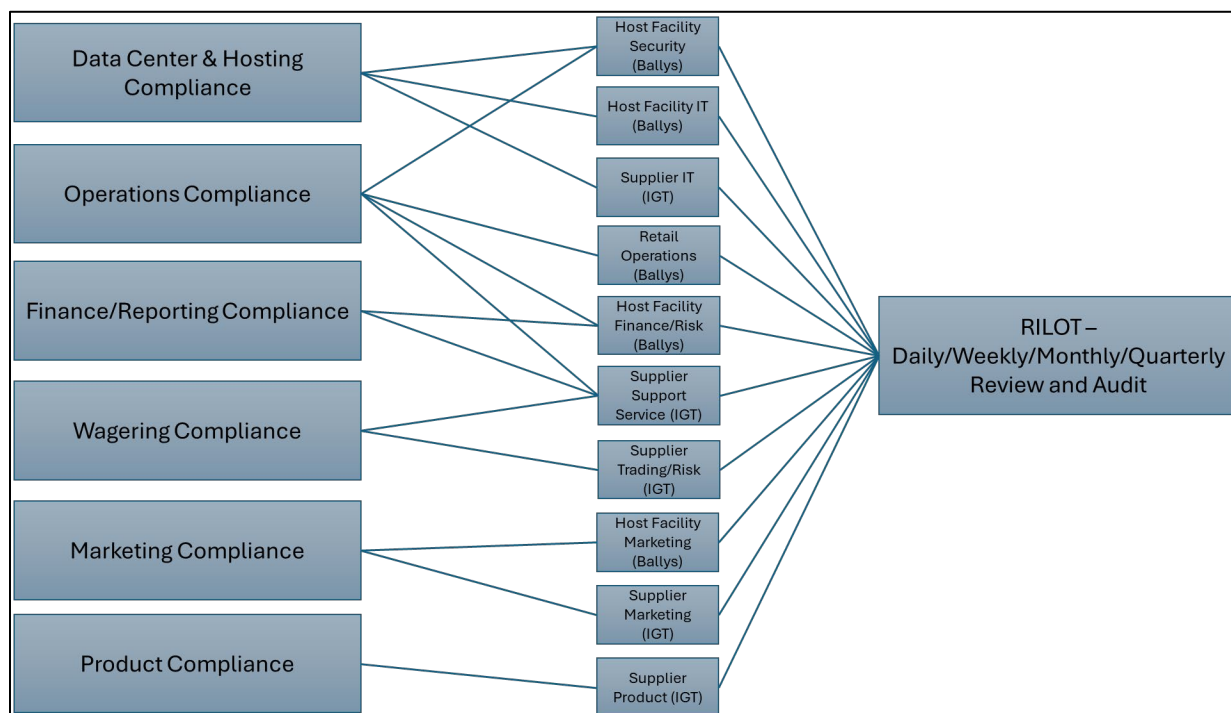 Data Center & Hosting
Compliance
Operations Compliance
Finance/Reporting Compliance
Wagering Compliance
Marketing Compliance
Product Compliance
Host Facility
Security
(Ballys)
Host Facility IT
(Ballys)
Supplier IT
(IGT)
Retail
Operations
(Ballys)
Host Facility
Finance/Risk
(Ballys)
Supplier
Support
Service (IGT)
Supplier
Trading/Risk
(IGT)
Host Facility
Marketing
(Ballys)
Supplier
Marketing
(IGT)
Supplier
Product (IGT)
RILOT –
Daily/Weekly/Monthly/Quarterly
Review and Audit